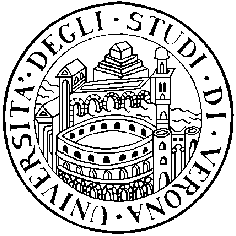 UNIVERSITA' · DEGLI · STUDI · DI · VERONA ·